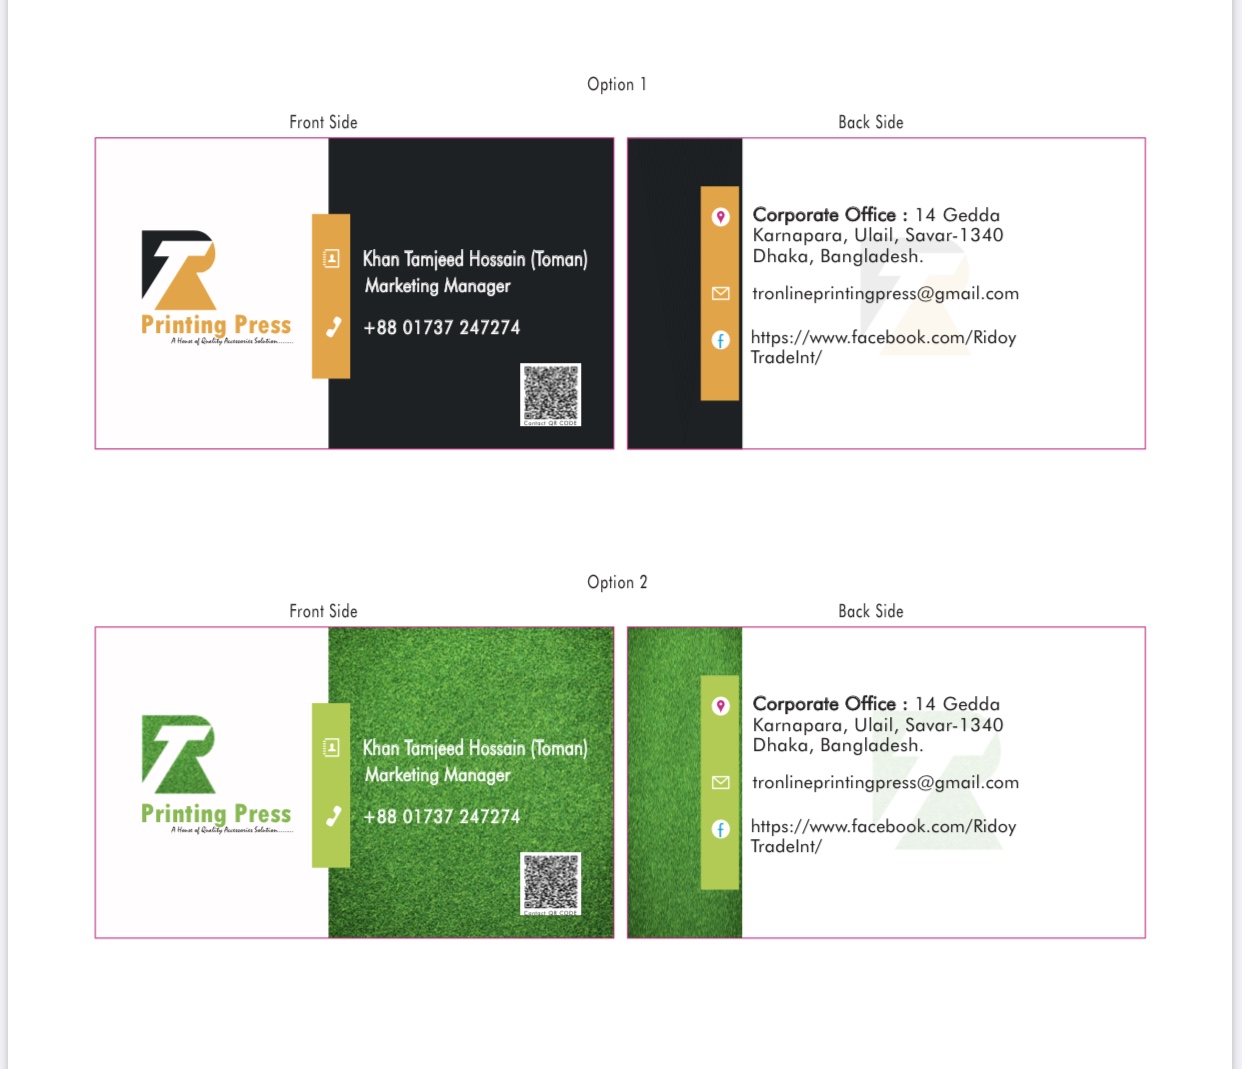 Option 1
Front Side
Back Side
TR
Printing Press
A House of Quality Accessories Solution.........
Khan Tamjeed Hossain (Toman)
Marketing Manager
+88 01737 247274
Contact QR CODE
Corporate Office : 14 Gedda
Karnapara, Ulail, Savar-1340
Dhaka, Bangladesh.
tronlineprintingpress@gmail.com
https://www.facebook.com/Ridoy
TradeInt/
Option 2
Front Side
Back Side
TR
Printing Press
A House of Quality Accessories Solution.........
Khan Tamjeed Hossain (Toman)
Marketing Manager
+88 01737 247274
Contact QR CODE
Corporate Office : 14 Gedda
Karnapara, Ulail, Savar-1340
Dhaka, Bangladesh.
tronlineprintingpress@gmail.com
https://www.facebook.com/Ridoy
TradeInt/